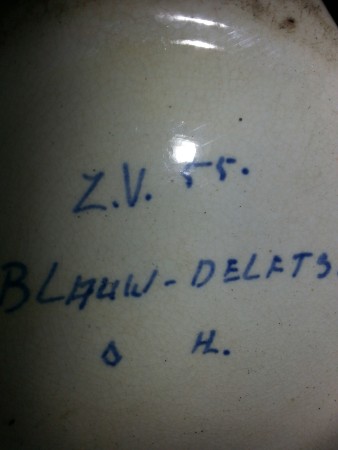 Z.V. 55.
BLAUW-DELFTS.
H.